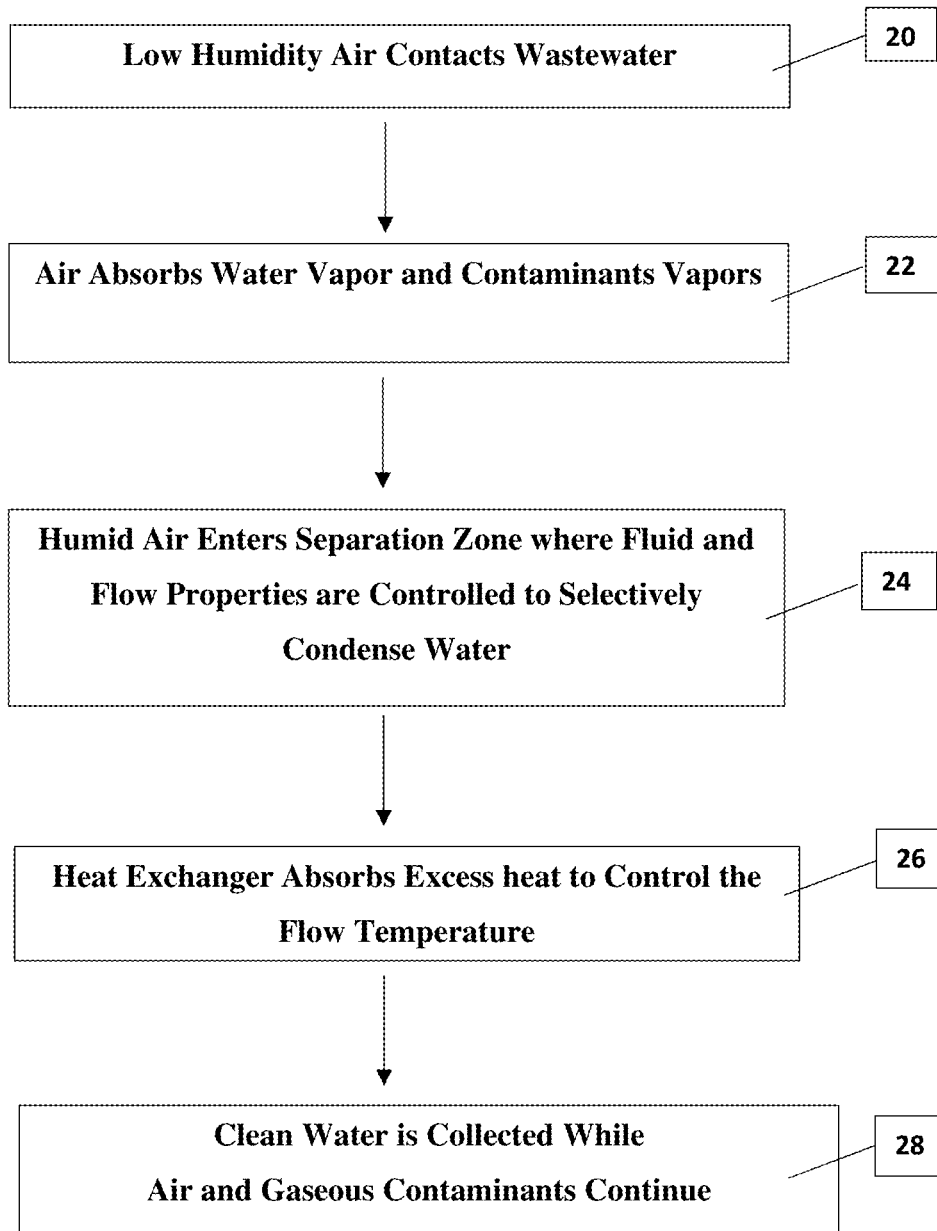 Low Humidity Air Contacts Wastewater
20
Air Absorbs Water Vapor and Contaminants Vapors
22
Humid Air Enters Separation Zone where Fluid and
Flow Properties are Controlled to Selectively
Condense Water
24
Heat Exchanger Absorbs Excess heat to Control the
Flow Temperature
26
Clean Water is Collected While
Air and Gaseous Contaminants Continue
28